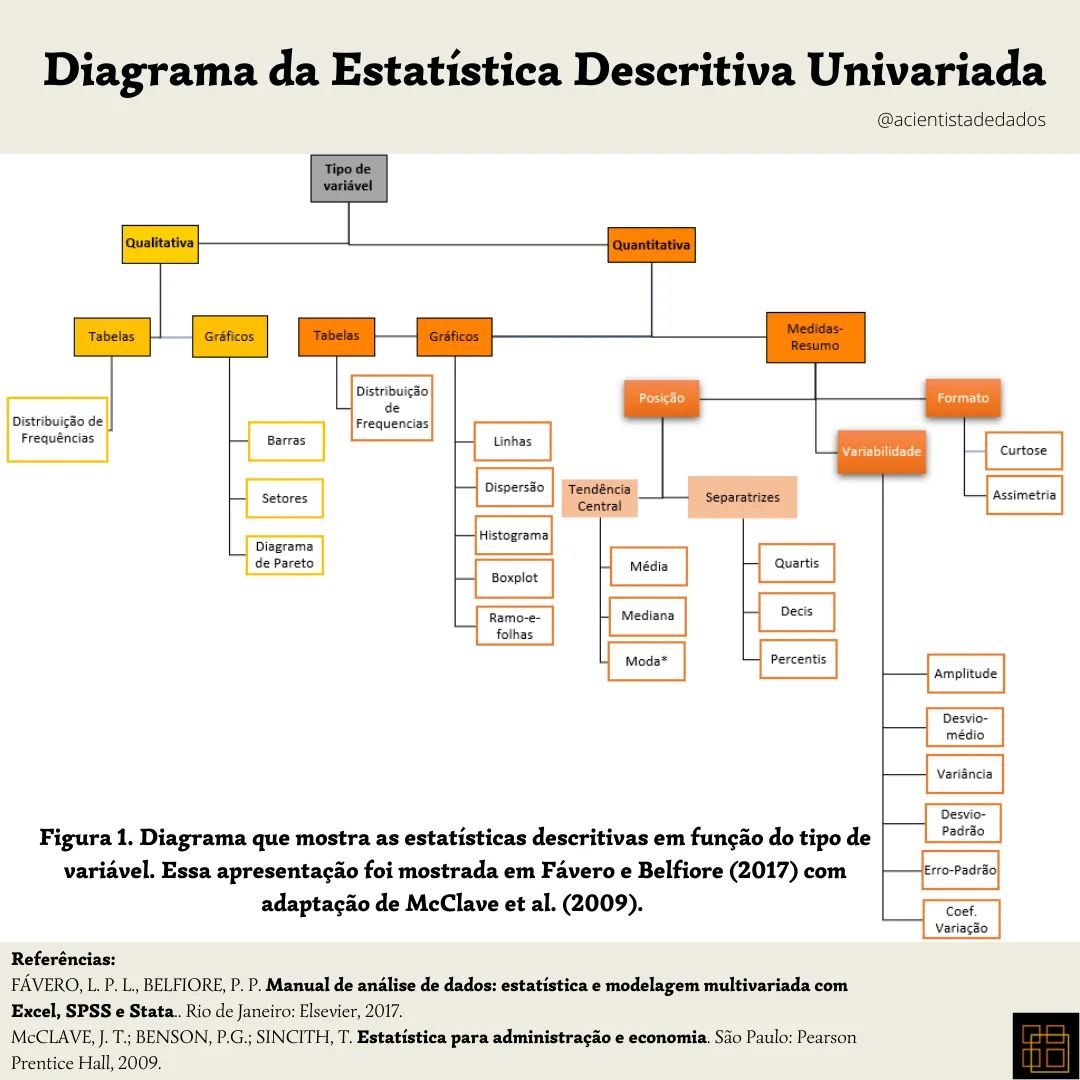 Diagrama da Estatística Descritiva Univariada
@acientistadedados
Tipo de
variável
Qualitativa
Quantitativa
Tabelas
Gráficos
Tabelas
Gráficos
Medidas-
Resumo
Distribuição de
Frequências
Barras
Setores
Diagrama
de Pareto
Distribuição
de
Frequencias
Linhas
Dispersão
Histograma
Boxplot
Ramo-e-
folhas
Posição
Variabilidade
Formato
Tendência
Central
Separatrizes
Média
Mediana
Moda*
Quartis
Decis
Percentis
Curtose
Assimetria
Amplitude
Desvio-
médio
Variância
Desvio-
Padrão
Erro-Padrão
Coef.
Variação
Figura 1. Diagrama que mostra as estatísticas descritivas em função do tipo de
variável. Essa apresentação foi mostrada em Fávero e Belfiore (2017) com
adaptação de McClave et al. (2009).
Referências:
FÁVERO, L. P. L., BELFIORE, P. P. Manual de análise de dados: estatística e modelagem multivariada com
Excel, SPSS e Stata.. Rio de Janeiro: Elsevier, 2017.
McCLAVE, J. T.; BENSON, P.G.; SINCITH, T. Estatística para administração e economia. São Paulo: Pearson
Prentice Hall, 2009.